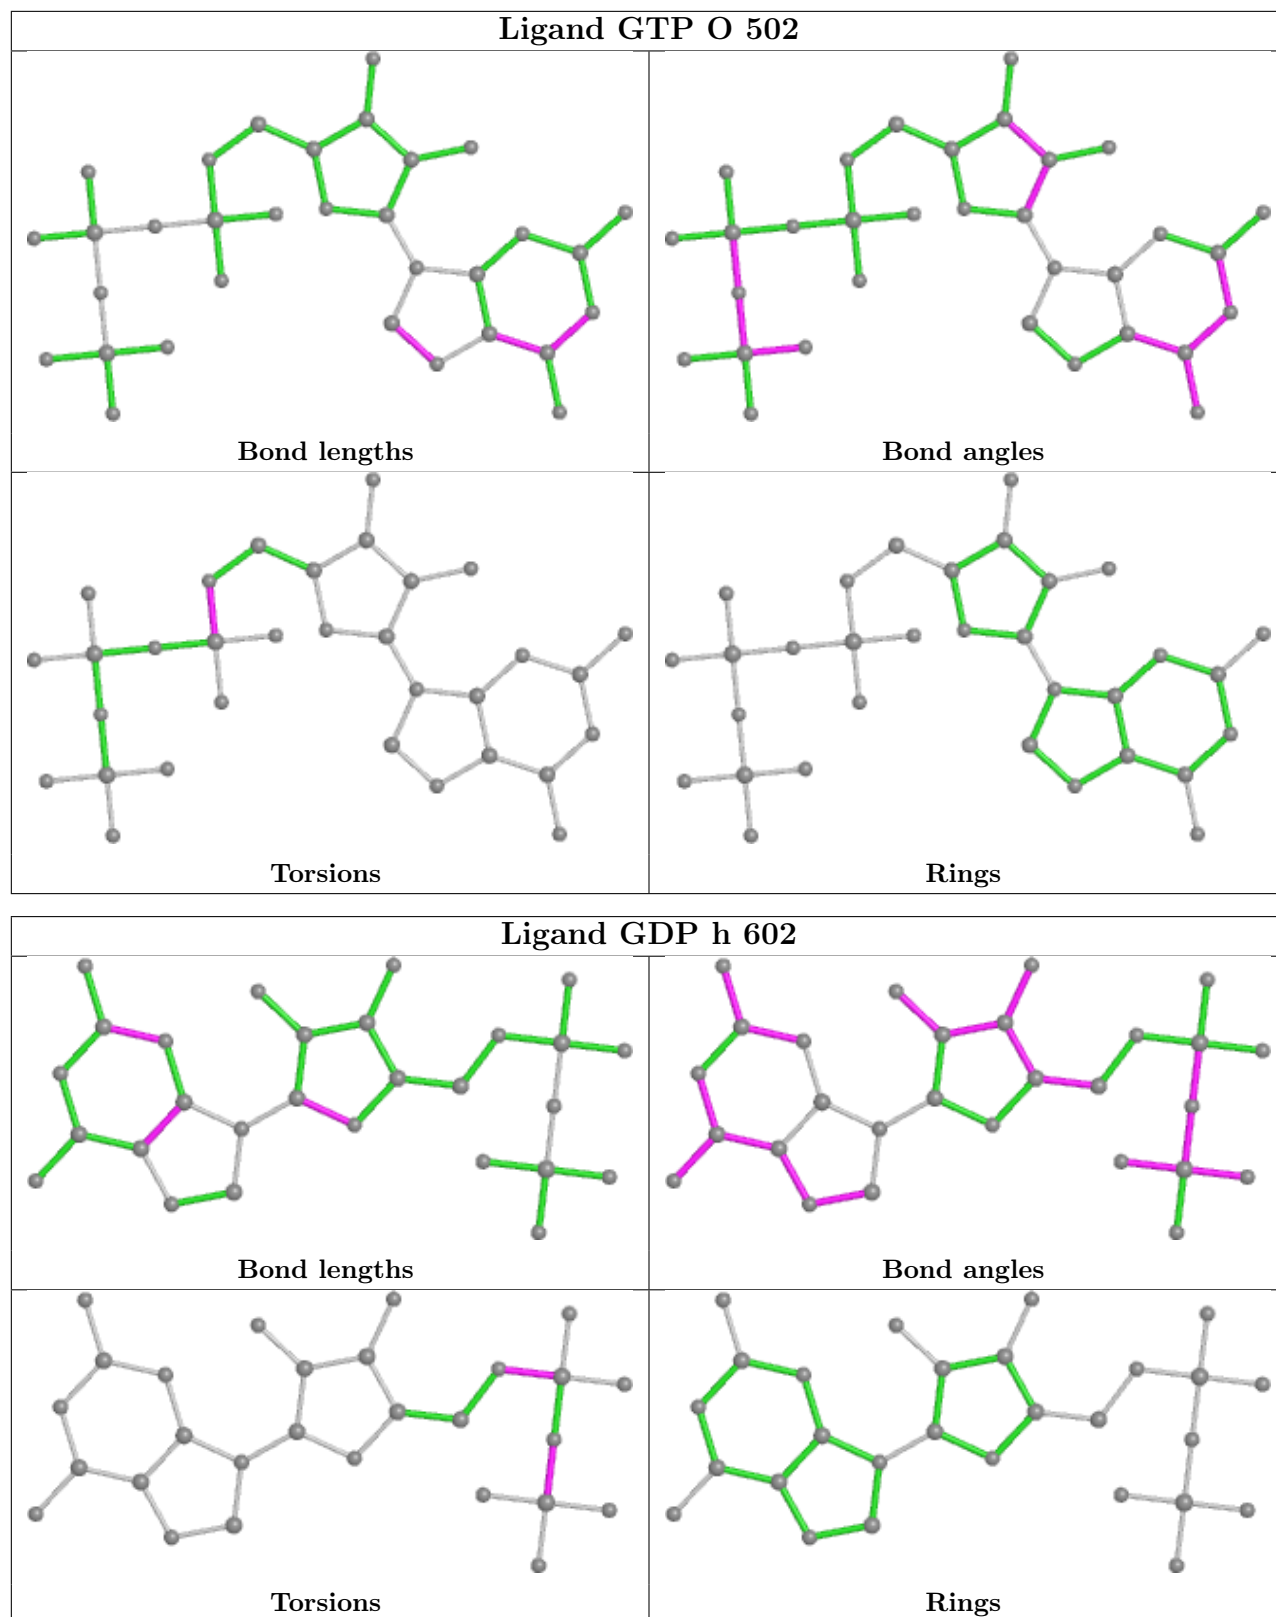 Ligand GTP O 502
Bond lengths
Bond angles
Torsions
Rings
Ligand GDP h 602
Bond lengths
Bond angles
Torsions
Rings